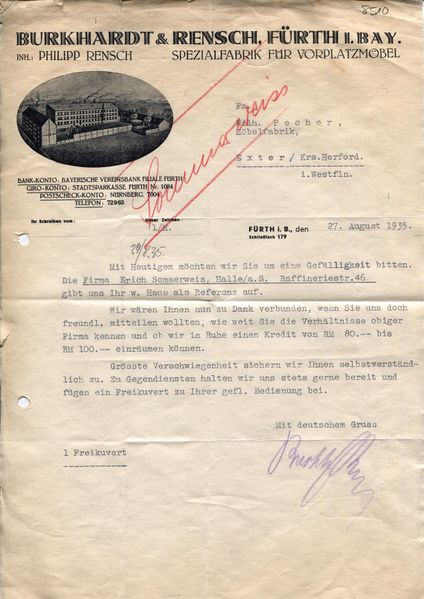 8510
BURKHARDT & RENSCH, FÜRTH I. BAY.
INH.: PHILIPP RENSCH SPEZIALFABRIK FÜR VORPLATZMÖBEL
Fa.
Pecher,
Möbelfabrik,
Exter / Krs.Herford.
i.Westfln.
BANK-KONTO: BAYERISCHE VEREINSBANK FILIALE FÜRTH
GIRO-KONTO: STADTSPARKASSE FÜRTH Nr. 1084
POSTSCHECK-KONTO: NÜRNBERG 7604
TELEFON: 72963
Ihr Schreiben vom: Unser Zeichen
FÜRTH i. B., den 27. August 1935.
Schließfach 179
Mit Heutigem möchten wir Sie um eine Gefälligkeit bitten.
Die Firma Erich Sommerweis, Halle/a.S. Raffineriestr.46
gibt uns Ihr w. Haus als Referenz auf.
Wir wären Ihnen nun zu Dank verbunden, wenn Sie uns doch
freundl. mitteilen wollten, wie weit Sie die Verhältnisse obiger
Firma kennen und ob wir in Ruhe einen Kredit von RM 80.-- bis
RM 100.-- einräumen können.
Grösste Verschwiegenheit sichern wir Ihnen selbstverständ-
lich zu. Zu Gegendiensten halten wir uns stets gerne bereit und
fügen ein Freikuvert zu Ihrer gefl. Bedienung bei.
Mit deutschem Gruss
1 Freikuvert